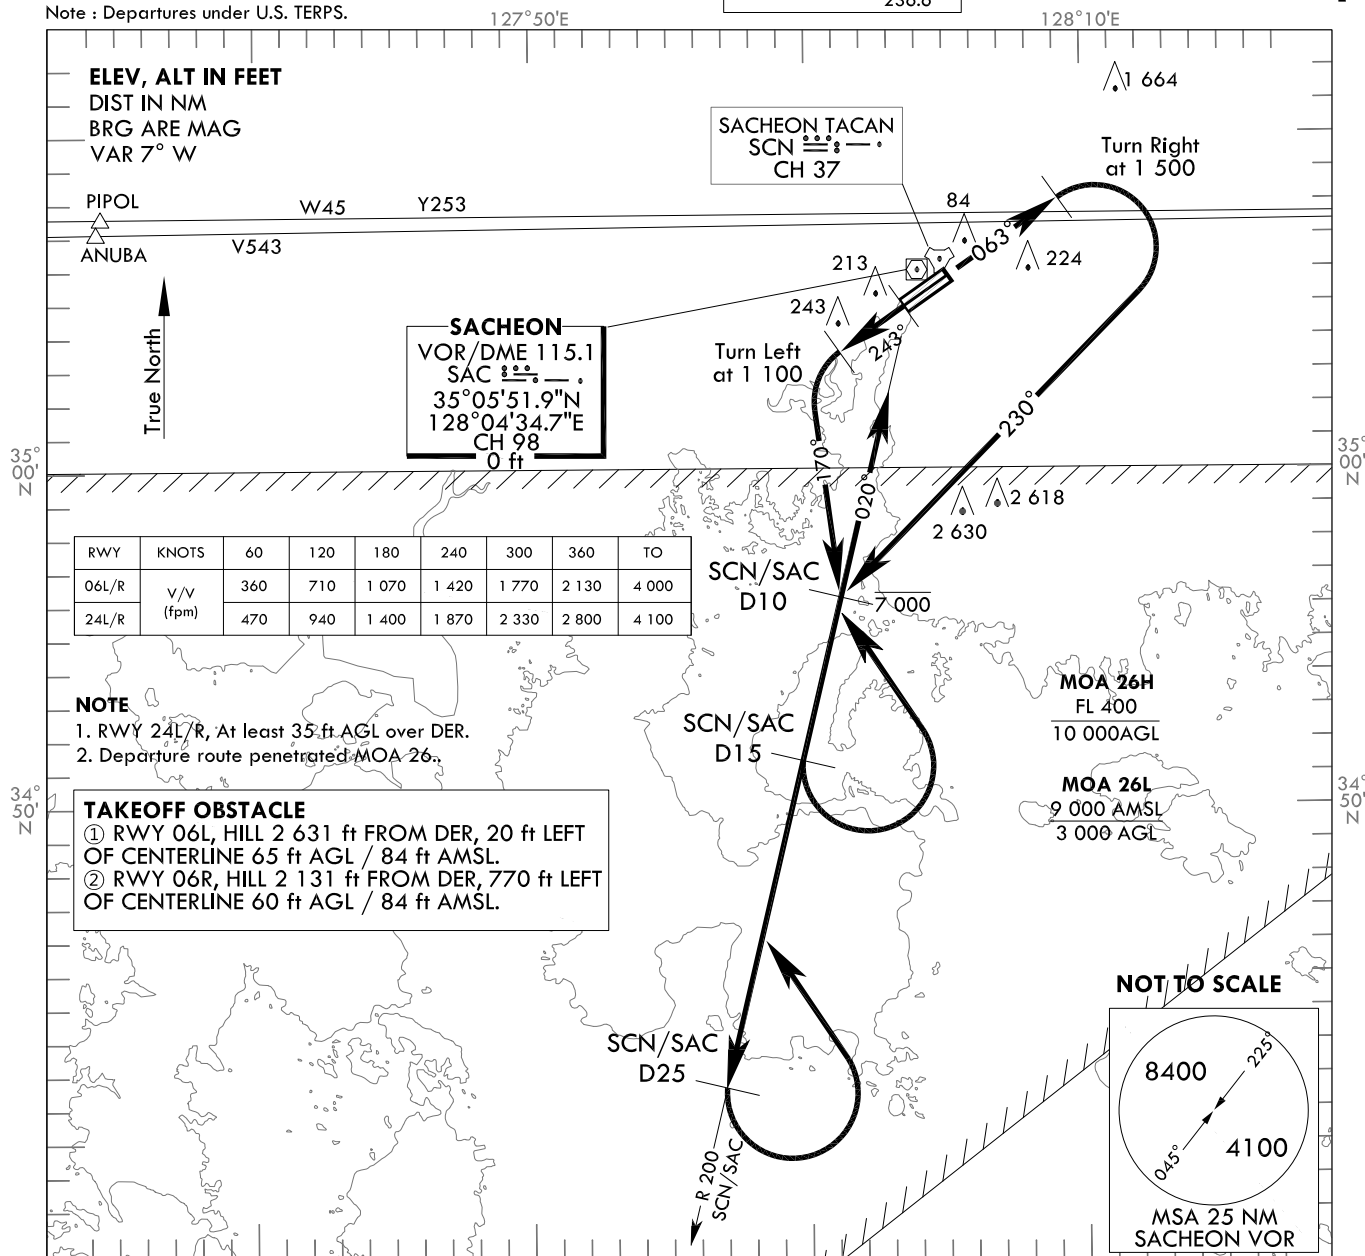 Note : Departures under U.S. TERPS.
127°50'E
128°10'E
ELEV, ALT IN FEET
DIST IN NM
BRG ARE MAG
VAR 7° W
1 664
SACHEON TACAN
SCN
CH 37
Turn Right
at 1 500
PIPOL
W45
Y253
84
ANUBA
V543
063°
213
224
243
True North
SACHEON
VOR/DME 115.1
SAC
35°05'51.9"N
128°04'34.7"E
CH 98
0 ft
Turn Left
at 1 100
243°
230°
35°
00'
N
35°
00'
N
170°
020°
2 618
2 630
RWY KNOTS 60 120 180 240 300 360 TO
06L/R V/V (fpm) 360 710 1 070 1 420 1 770 2 130 4 000
24L/R 470 940 1 400 1 870 2 330 2 800 4 100
SCN/SAC
D10
7 000
NOTE
1. RWY 24L/R, At least 35 ft AGL over DER.
2. Departure route penetrated MOA 26..
SCN/SAC
D15
MOA 26H
FL 400
10 000AGL
MOA 26L
9 000 AMSL
3 000 AGL
34°
50'
N
34°
50'
N
TAKEOFF OBSTACLE
① RWY 06L, HILL 2 631 ft FROM DER, 20 ft LEFT
OF CENTERLINE 65 ft AGL / 84 ft AMSL.
② RWY 06R, HILL 2 131 ft FROM DER, 770 ft LEFT
OF CENTERLINE 60 ft AGL / 84 ft AMSL.
NOT TO SCALE
SCN/SAC
D25
R 200
SCN/SAC
8400
225°
045°
4100
MSA 25 NM
SACHEON VOR